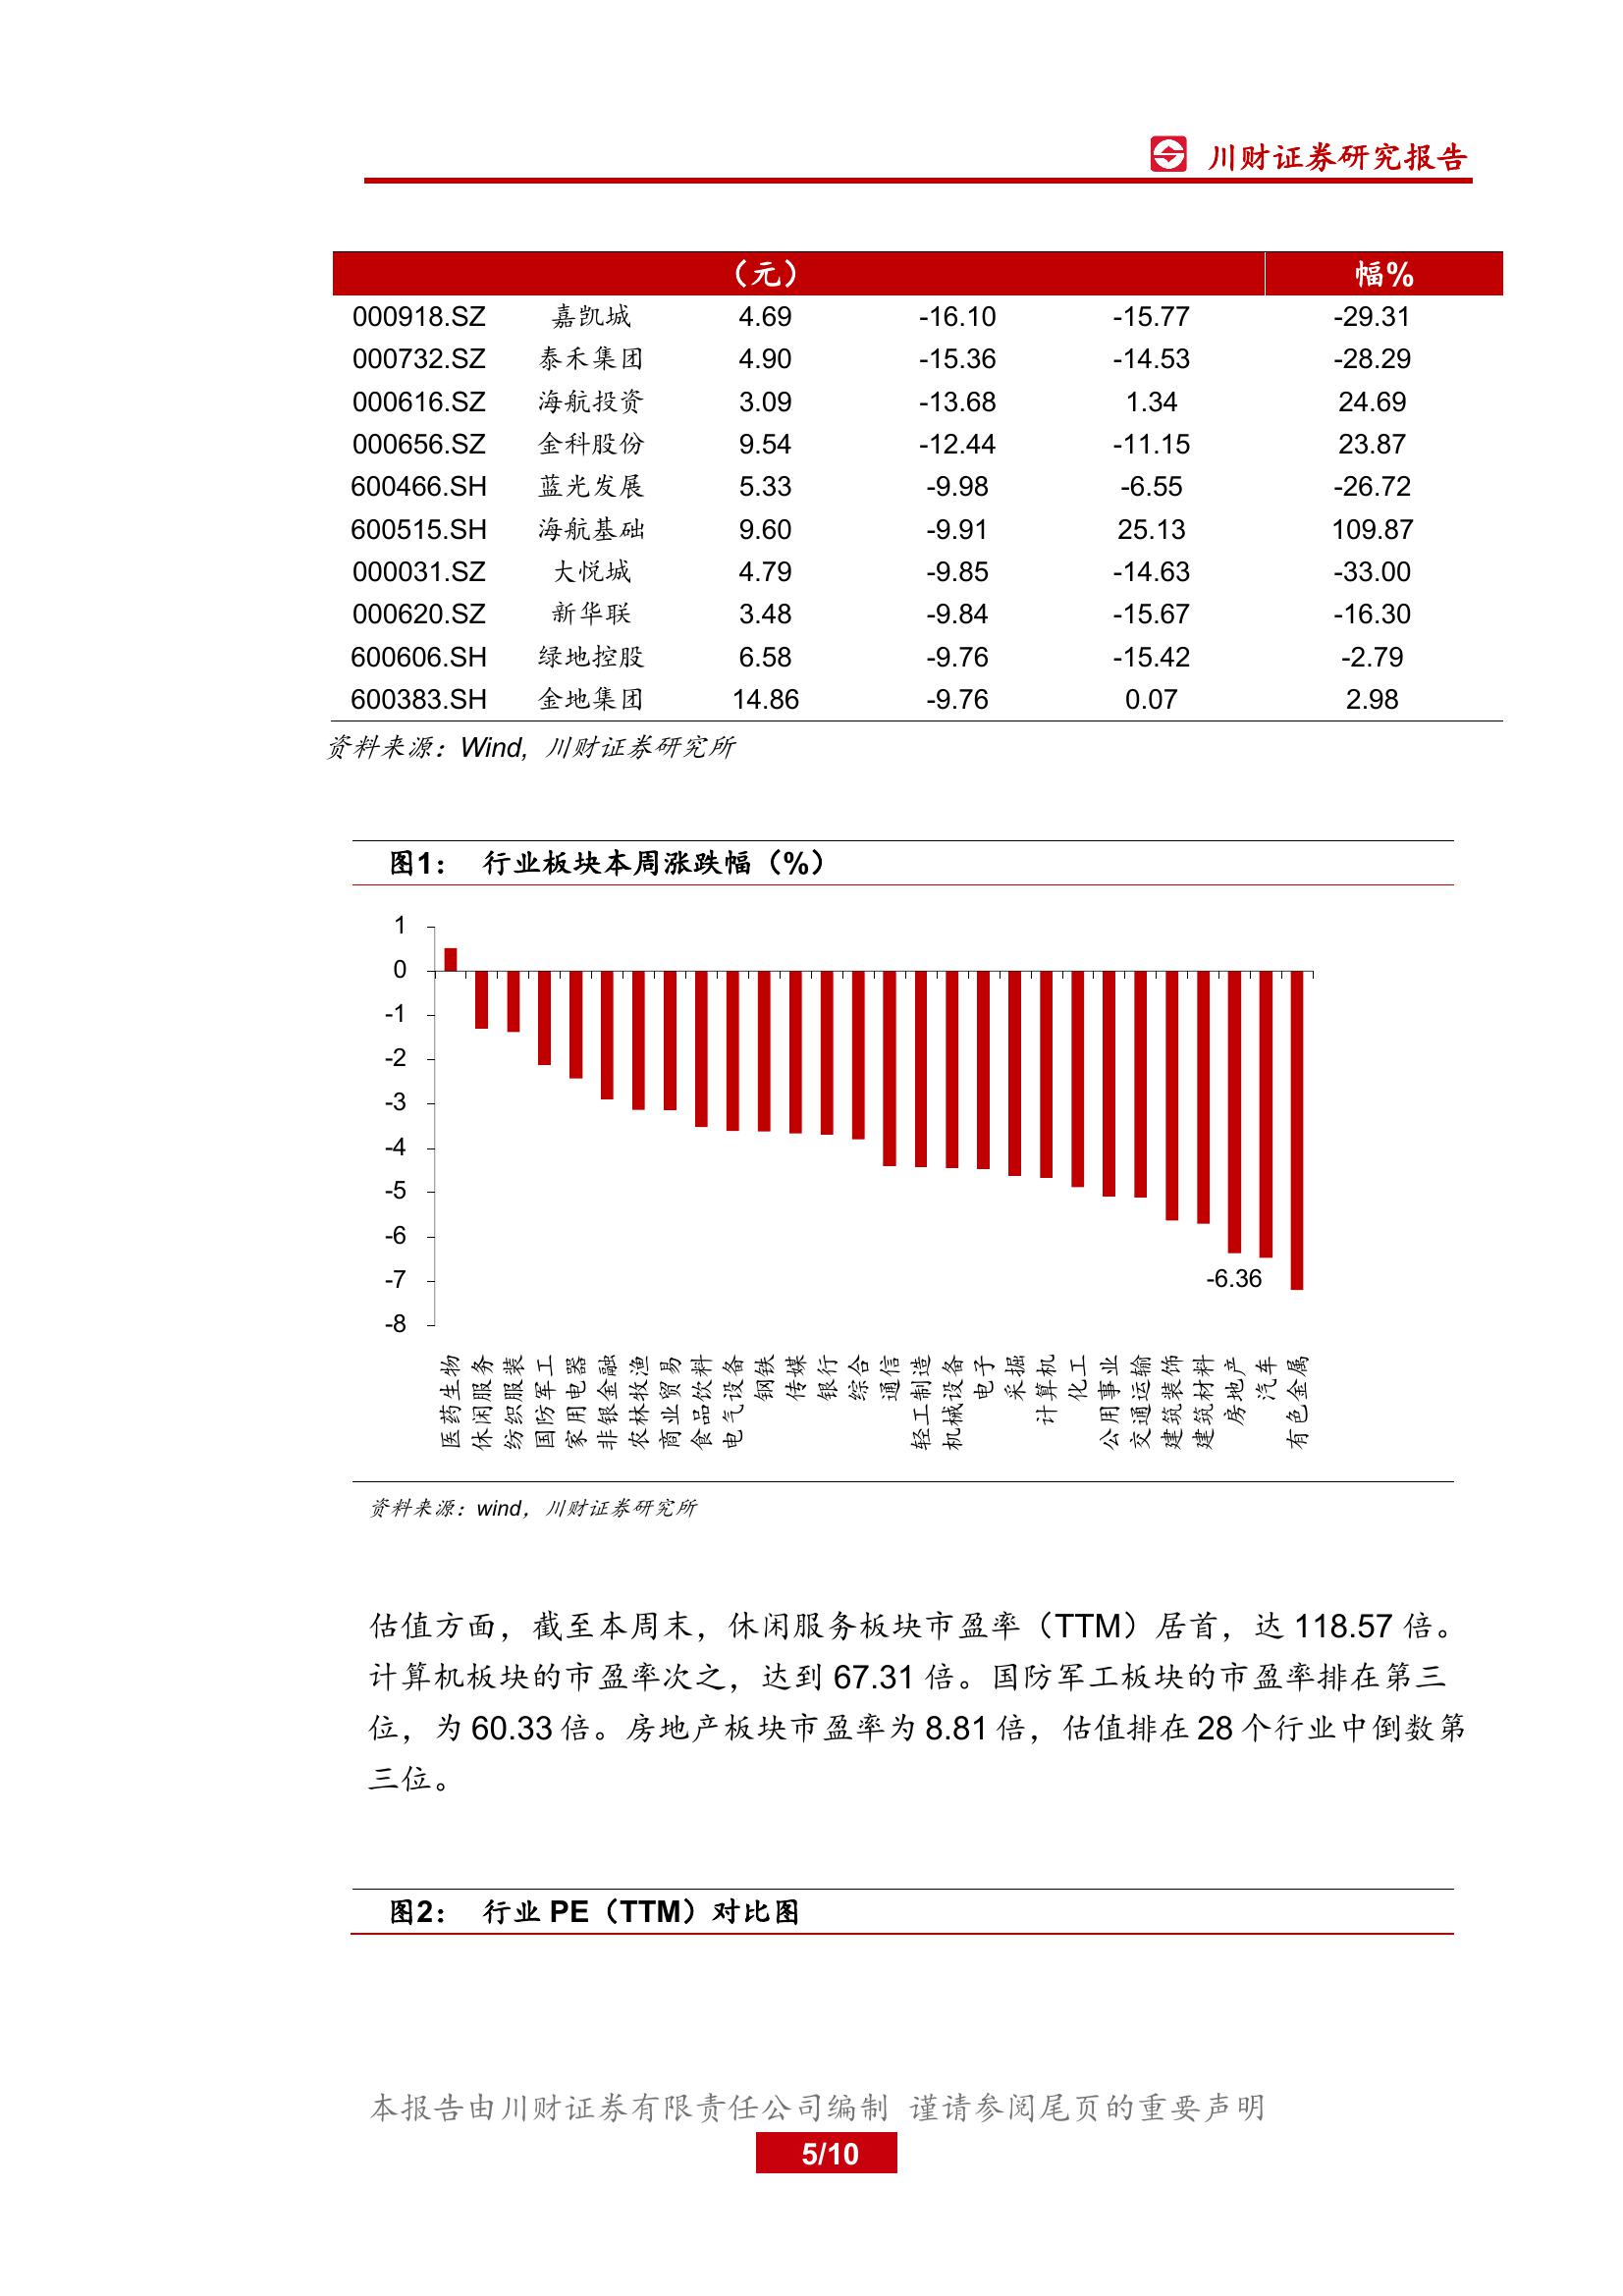 川财证券研究报告
（元） 幅%
000918.SZ 嘉凯城 4.69 -16.10 -15.77 -29.31
000732.SZ 泰禾集团 4.90 -15.36 -14.53 -28.29
000616.SZ 海航投资 3.09 -13.68 1.34 24.69
000656.SZ 金科股份 9.54 -12.44 -11.15 23.87
600466.SH 蓝光发展 5.33 -9.98 -6.55 -26.72
600515.SH 海航基础 9.60 -9.91 25.13 109.87
000031.SZ 大悦城 4.79 -9.85 -14.63 -33.00
000620.SZ 新华联 3.48 -9.84 -15.67 -16.30
600606.SH 绿地控股 6.58 -9.76 -15.42 -2.79
600383.SH 金地集团 14.86 -9.76 0.07 2.98
资料来源：Wind, 川财证券研究所
图1： 行业板块本周涨跌幅（%）
1
0
-1
-2
-3
-4
-5
-6
-7
-8
-6.36
医药生物
休闲服务
纺织服装
国防军工
家用电器
非银金融
农林牧渔
商业贸易
食品饮料
电气设备
钢铁
传媒
银行
综合
通信
轻工制造
机械设备
电子
采掘
计算机
化工
公用事业
交通运输
建筑装饰
建筑材料
房地产
汽车
有色金属
资料来源：wind，川财证券研究所
估值方面，截至本周末，休闲服务板块市盈率（TTM）居首，达 118.57 倍。
计算机板块的市盈率次之，达到 67.31 倍。国防军工板块的市盈率排在第三
位，为 60.33 倍。房地产板块市盈率为 8.81 倍，估值排在 28 个行业中倒数第
三位。
图2： 行业 PE（TTM）对比图
本报告由川财证券有限责任公司编制 谨请参阅尾页的重要声明
5/10